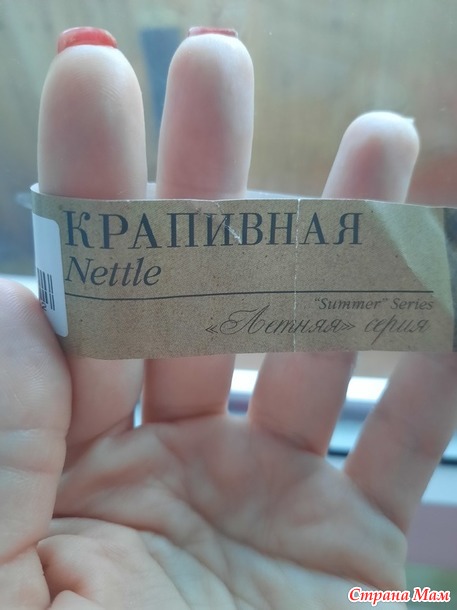 КРАПИВНАЯ
Nettle
"Summer" Series
«Летняя» серия
Страна Мам